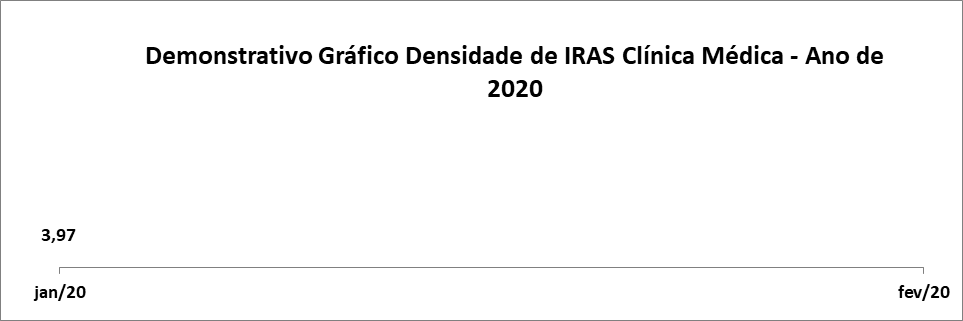 Demonstrativo Gráfico Densidade de IRAS Clínica Médica - Ano de
2020
3,97
jan/20
fev/20